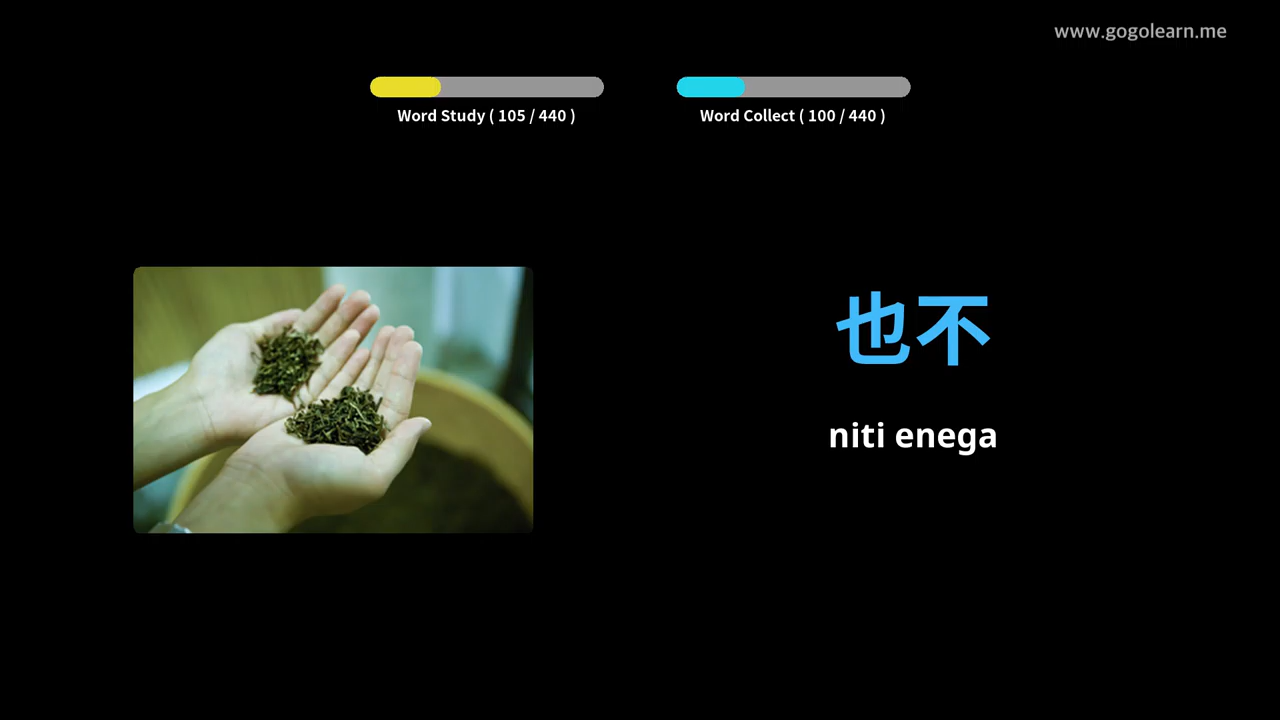 www.gogolearn.me
Word Study ( 105 / 440 )
Word Collect ( 100 / 440 )
也不
niti enega